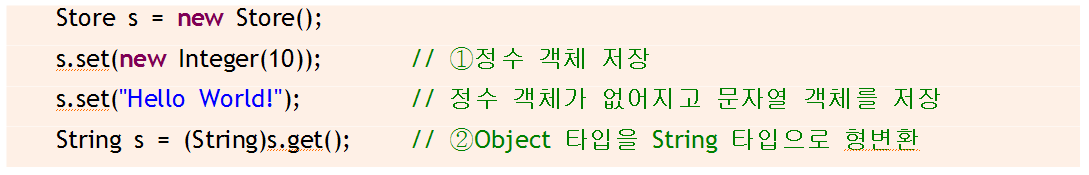 Store s = new Store();
s.set(new Integer(10)); // ①정수 객체 저장
s.set("Hello World!"); // 정수 객체가 없어지고 문자열 객체를 저장
String s = (String)s.get(); // ②Object 타입을 String 타입으로 형변환